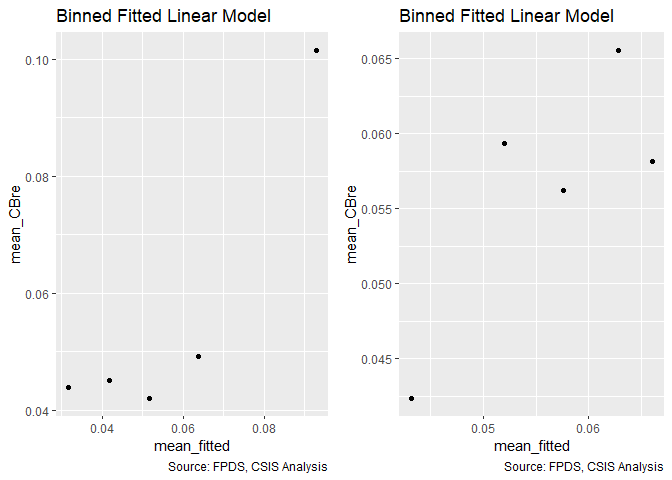 Binned Fitted Linear Model
mean_CBre
0.10
0.08
0.06
0.04
0.04 0.06 0.08
mean_fitted
Source: FPDS, CSIS Analysis
Binned Fitted Linear Model
mean_CBre
0.065
0.060
0.055
0.050
0.045
0.05 0.06
mean_fitted
Source: FPDS, CSIS Analysis